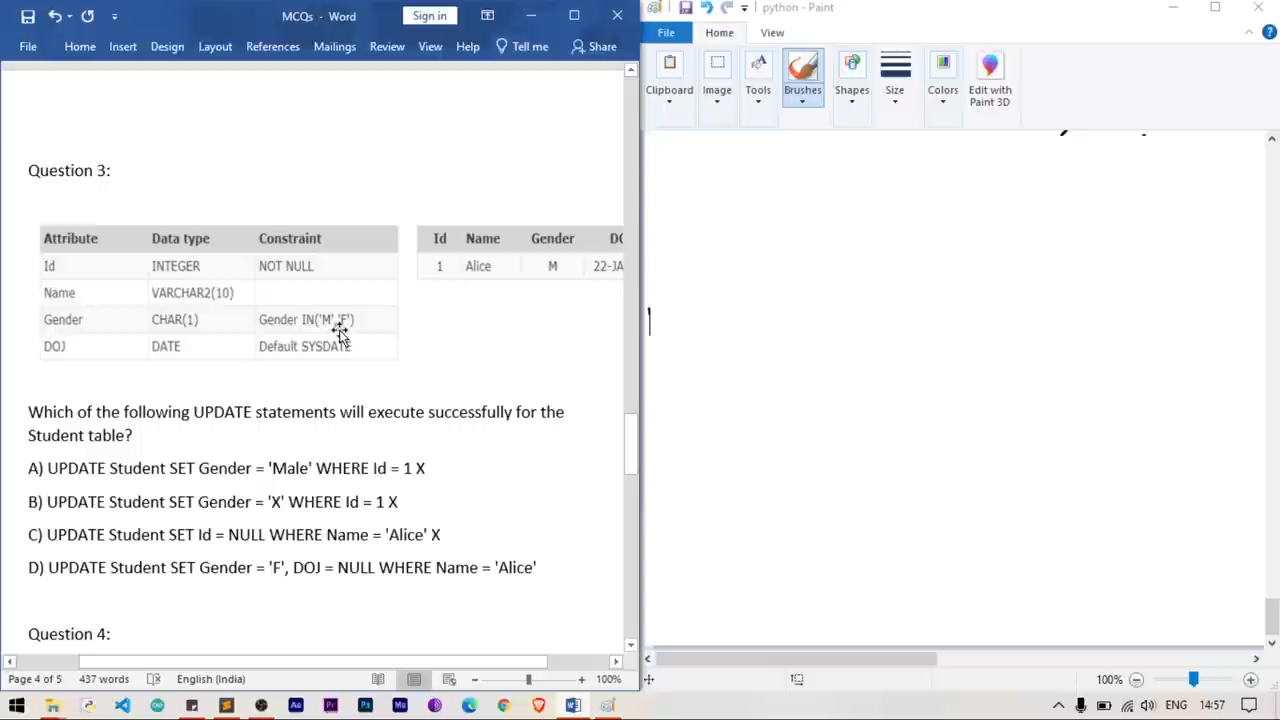 MCQs - Word
Sign in
File Home Insert Design Layout References Mailings Review View Help Tell me Share
python - Paint
File Home View
Clipboard Image Tools Brushes Shapes Size Colors Edit with
Paint 3D
Question 3:
Attribute Data type Constraint
Id INTEGER NOT NULL
Name VARCHAR2(10)
Gender CHAR(1) Gender IN('M','F')
DOJ DATE Default SYSDATE
Id Name Gender DO
1 Alice M 22-JA
Which of the following UPDATE statements will execute successfully for the
Student table?
A) UPDATE Student SET Gender = 'Male' WHERE Id = 1 X
B) UPDATE Student SET Gender = 'X' WHERE Id = 1 X
C) UPDATE Student SET Id = NULL WHERE Name = 'Alice' X
D) UPDATE Student SET Gender = 'F', DOJ = NULL WHERE Name = 'Alice'
Question 4:
Page 4 of 5 437 words English (India) 100%
100%
ENG 14:57